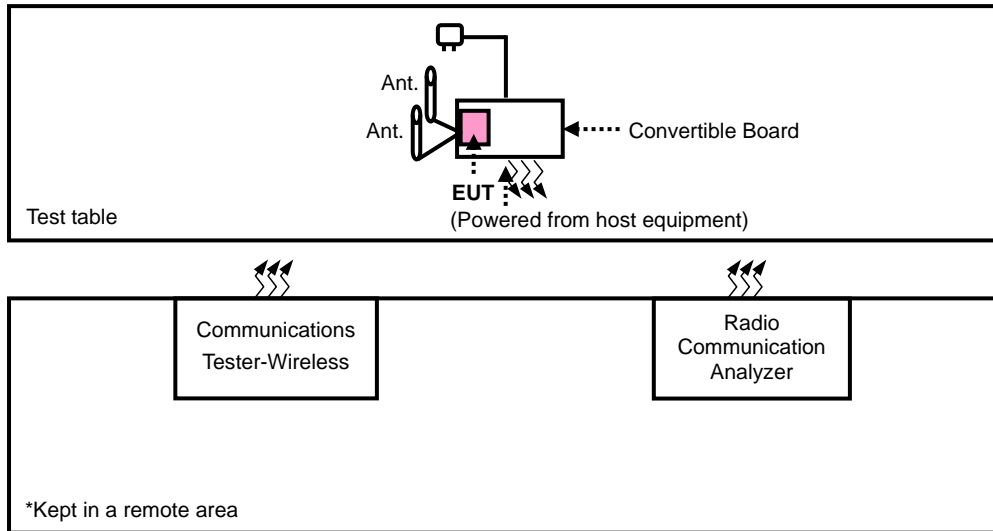 Ant.
Ant.
Convertible Board
EUT
(Powered from host equipment)
Test table
Communications
Tester-Wireless
Radio
Communication
Analyzer
*Kept in a remote area